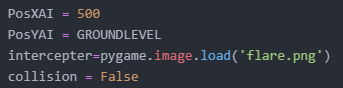 PosXAI = 500
PosYAI = GROUNDLEVEL
intercepter=pygame.image.load('flare.png')
collision = False